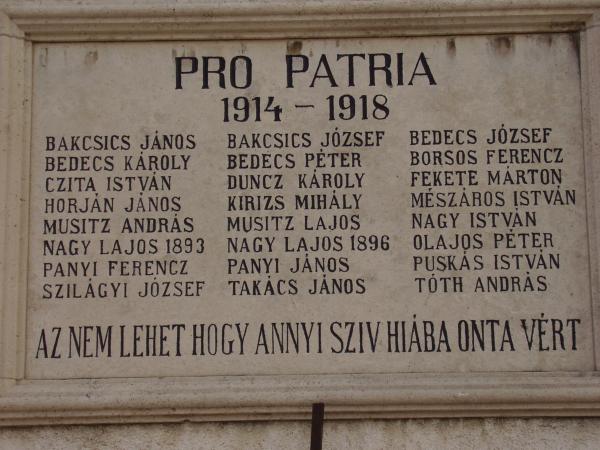 PRO PATRIA
1914 – 1918
BAKCSICS JÁNOS BAKCSICS JÓZSEF BEDECS JÓZSEF
BEDECS KÁROLY BEDECS PÉTER BORSOS FERENCZ
CZITA ISTVÁN DUNCZ KÁROLY FEKETE MÁRTON
HORJÁN JÁNOS KIRIZS MIHÁLY MÉSZÁROS ISTVÁN
MUSITZ ANDRÁS MUSITZ LAJOS NAGY ISTVÁN
NAGY LAJOS 1893 NAGY LAJOS 1896 OLAJOS PÉTER
PANYI FERENCZ PANYI JÁNOS PUSKÁS ISTVÁN
SZILÁGYI JÓZSEF TAKÁCS JÁNOS TÓTH ANDRÁS
AZ NEM LEHET HOGY ANNYI SZIV HIÁBA ONTA VÉRT